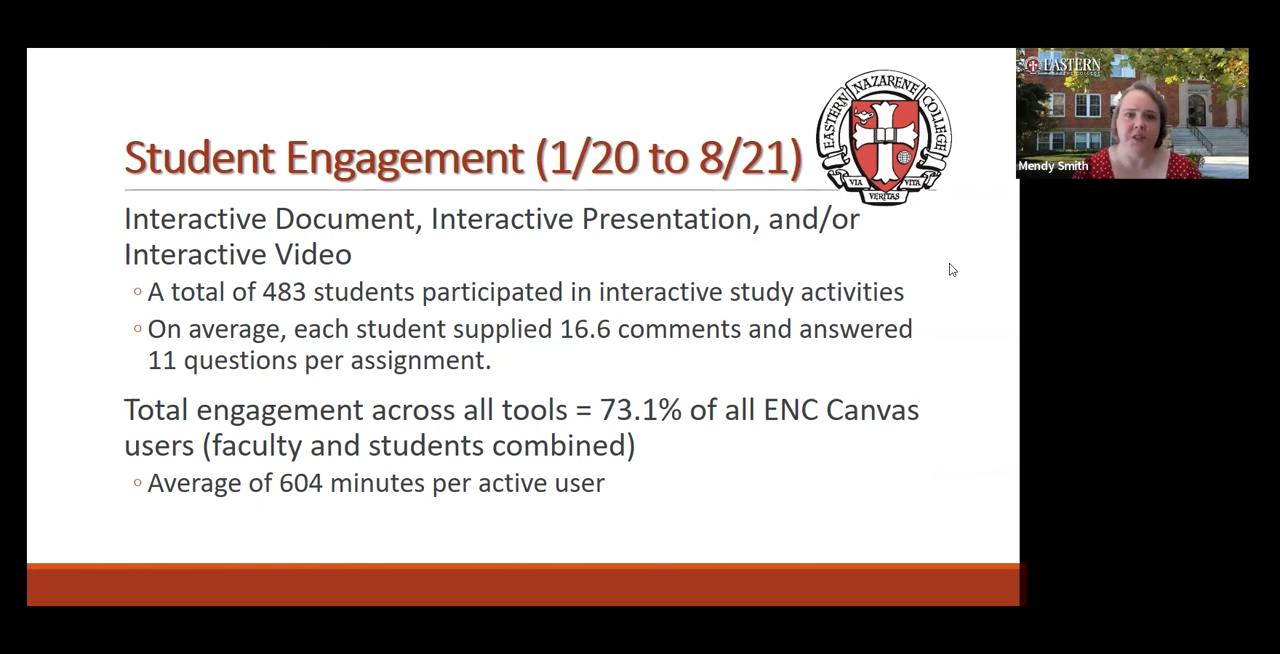 Student Engagement (1/20 to 8/21)
EASTERN NAZARENE COLLEGE
VIA VERITAS VITA
Interactive Document, Interactive Presentation, and/or
Interactive Video
A total of 483 students participated in interactive study activities
On average, each student supplied 16.6 comments and answered
11 questions per assignment.
Total engagement across all tools = 73.1% of all ENC Canvas
users (faculty and students combined)
Average of 604 minutes per active user
EASTERN
Mendy Smith